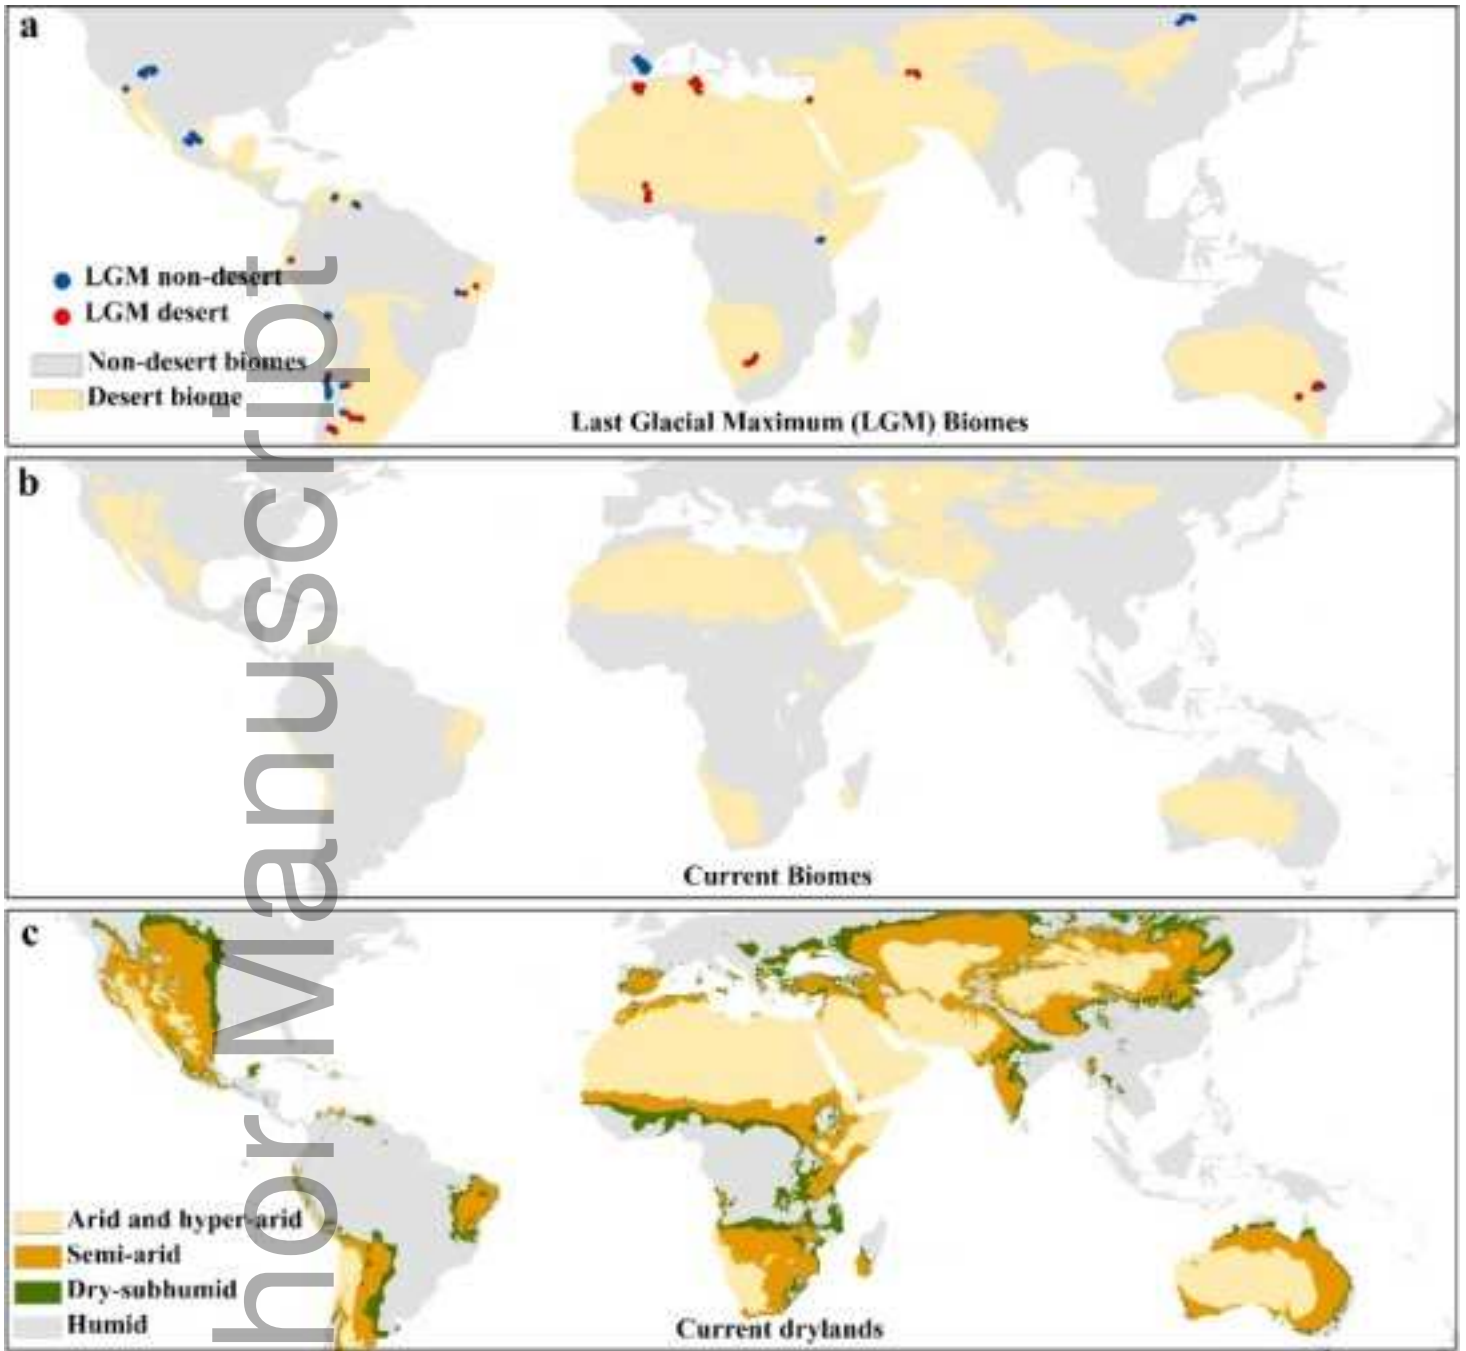 a
LGM non-desert
LGM desert
Non-desert biomes
Desert biome
Last Glacial Maximum (LGM) Biomes
b
Current Biomes
c
Arid and hyper-arid
Semi-arid
Dry-subhumid
Humid
Current drylands
hor Manuscript